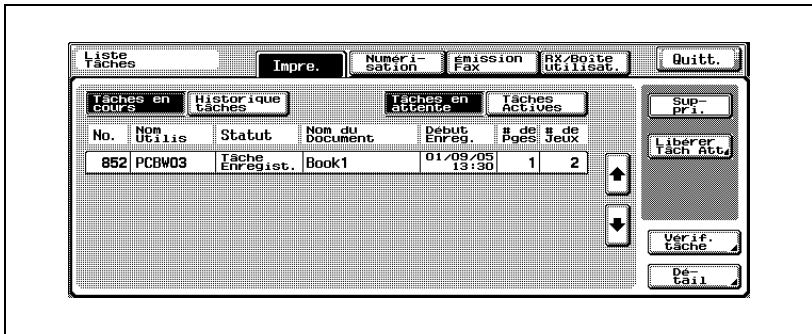 Liste
Tâches
Impre.
Numéri-
sation
émission
Fax
RX/Boîte
utilisat.
Quitt.
Tâches en
cours
Historique
tâches
Tâches en
attente
Tâches
Actives
Sup-
pri.
No.
Nom
Utilis
Statut
Nom du
Document
Début
Enreg.
# de
Pges
# de
Jeux
Libérer
Tâch Att.
852
PCBW03
Tâche
Enregist.
Book1
01/09/05
13:30
1
2
Vérif.
tâche
Dé-
tail